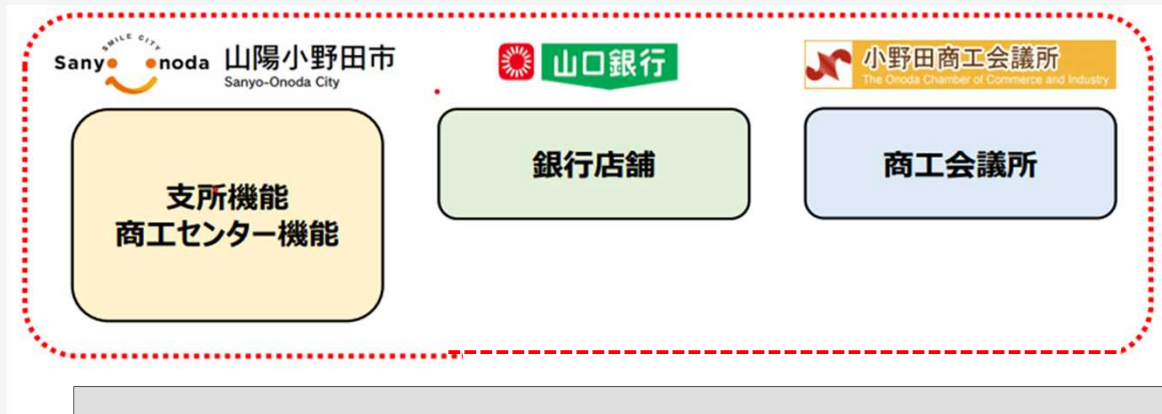 SMILE CITY
Sanyo Onoda 山陽小野田市
Sanyo-Onoda City
山口銀行
小野田商工会議所
The Onoda Chamber of Commerce and Industry
支所機能
商工センター機能
銀行店舗
商工会議所